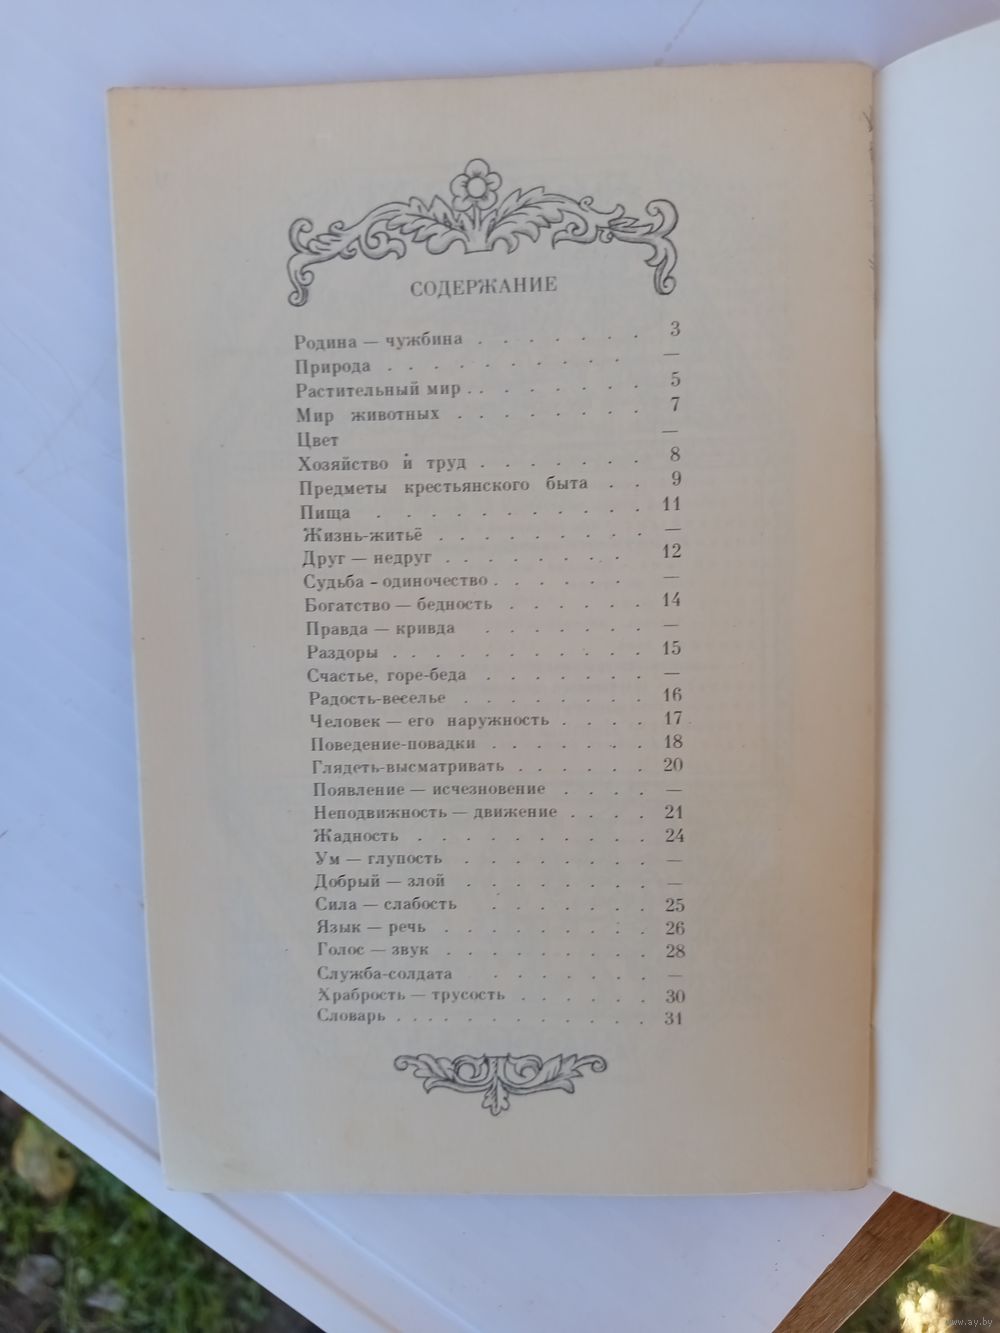 СОДЕРЖАНИЕ
Родина — чужбина . . . . . . . 3
Природа . . . . . . . . . . —
Растительный мир . . . . . . . . 5
Мир животных . . . . . . . . 7
Цвет —
Хозяйство и труд . . . . . . . 8
Предметы крестьянского быта . . 9
Пища . . . . . . . . . . . 11
Жизнь-житьё . . . . . . . . . —
Друг — недруг . . . . . . . . 12
Судьба - одиночество . . . . . . —
Богатство — бедность . . . . . . 14
Правда — кривда . . . . . . . —
Раздоры . . . . . . . . . . . 15
Счастье, горе-беда . . . . . . . —
Радость-веселье . . . . . . . 16
Человек — его наружность . . . . 17
Поведение-повадки . . . . . . . 18
Глядеть-высматривать . . . . . . 20
Появление — исчезновение . . . . —
Неподвижность — движение . . . . 21
Жадность . . . . . . . . . . 24
Ум — глупость . . . . . . . . —
Добрый — злой . . . . . . . . —
Сила — слабость . . . . . . . 25
Язык — речь . . . . . . . . . 26
Голос — звук . . . . . . . . . 28
Служба-солдата . . . . . . . —
Храбрость — трусость . . . . . . 30
Словарь . . . . . . . . . . . . 31
www.ay.by